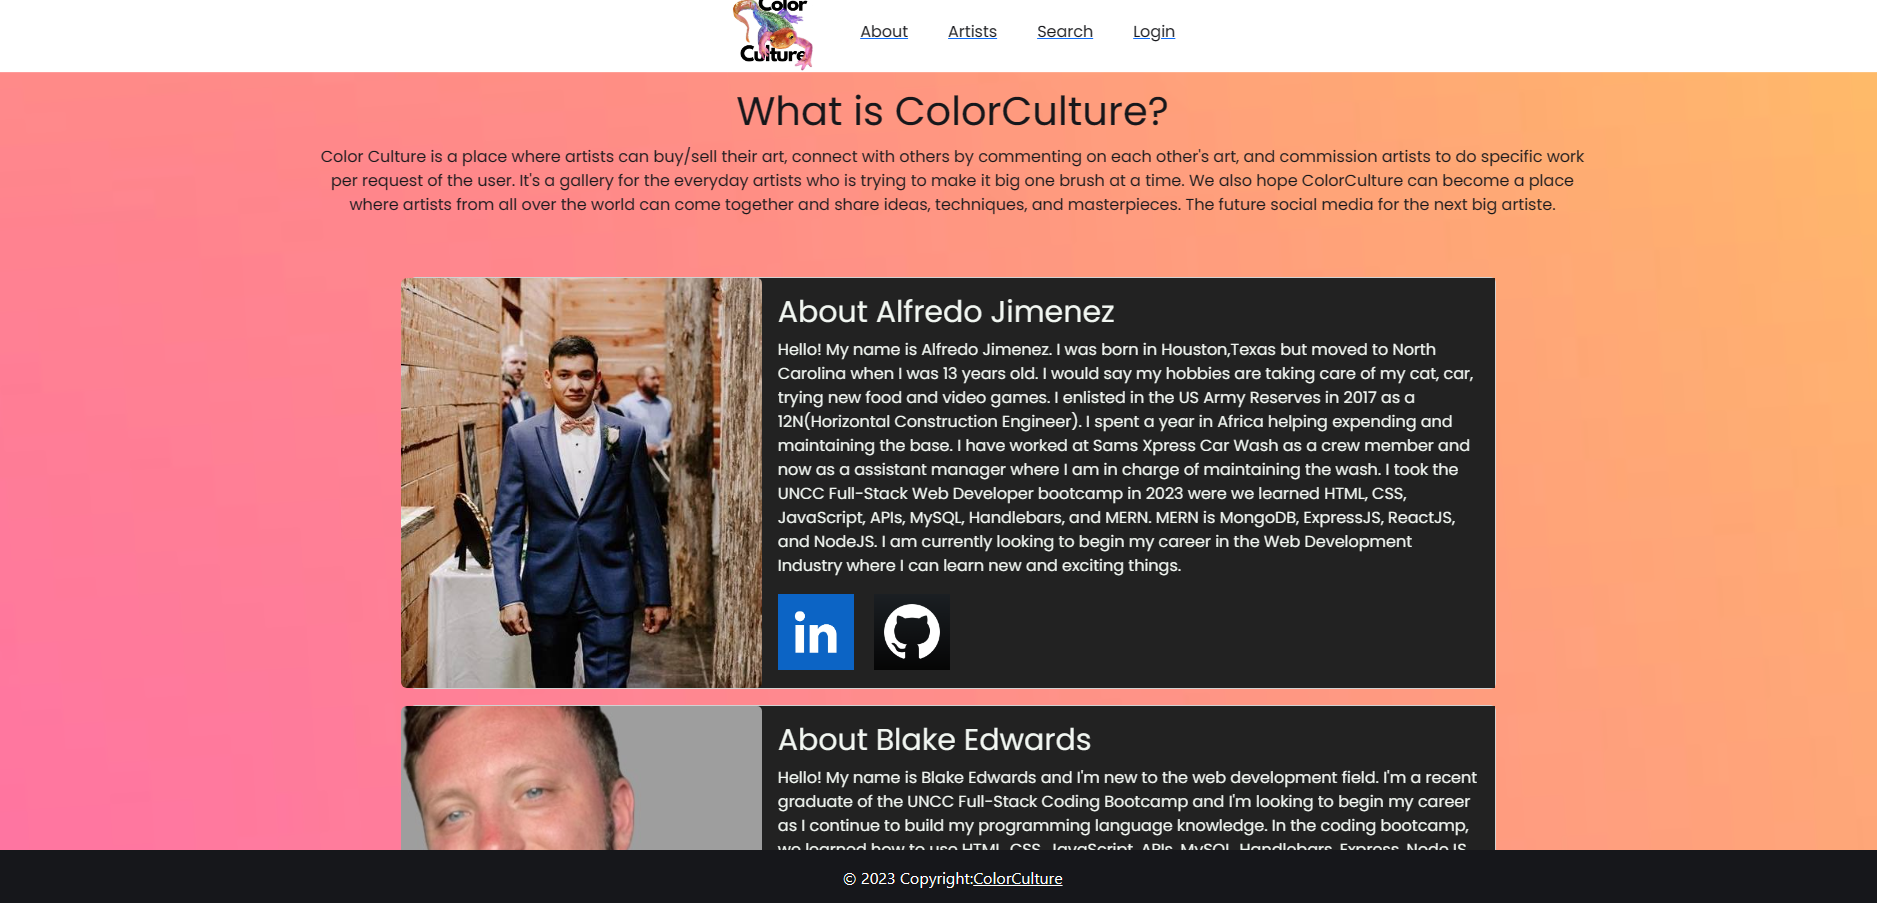 Color
Culture
About
Artists
Search
Login
What is ColorCulture?
Color Culture is a place where artists can buy/sell their art, connect with others by commenting on each other's art, and commission artists to do specific work
per request of the user. It's a gallery for the everyday artists who is trying to make it big one brush at a time. We also hope ColorCulture can become a place
where artists from all over the world can come together and share ideas, techniques, and masterpieces. The future social media for the next big artiste.
About Alfredo Jimenez
Hello! My name is Alfredo Jimenez. I was born in Houston,Texas but moved to North
Carolina when I was 13 years old. I would say my hobbies are taking care of my cat, car,
trying new food and video games. I enlisted in the US Army Reserves in 2017 as a
12N(Horizontal Construction Engineer). I spent a year in Africa helping expending and
maintaining the base. I have worked at Sams Xpress Car Wash as a crew member and
now as a assistant manager where I am in charge of maintaining the wash. I took the
UNCC Full-Stack Web Developer bootcamp in 2023 were we learned HTML, CSS,
JavaScript, APIs, MySQL, Handlebars, and MERN. MERN is MongoDB, ExpressJS, ReactJS,
and NodeJS. I am currently looking to begin my career in the Web Development
Industry where I can learn new and exciting things.
in
About Blake Edwards
Hello! My name is Blake Edwards and I'm new to the web development field. I'm a recent
graduate of the UNCC Full-Stack Coding Bootcamp and I'm looking to begin my career
as I continue to build my programming language knowledge. In the coding bootcamp,
we learned how to use HTML, CSS, JavaScript, APIs, MySQL, Handlebars, Express, NodeJS,
© 2023 Copyright:ColorCulture